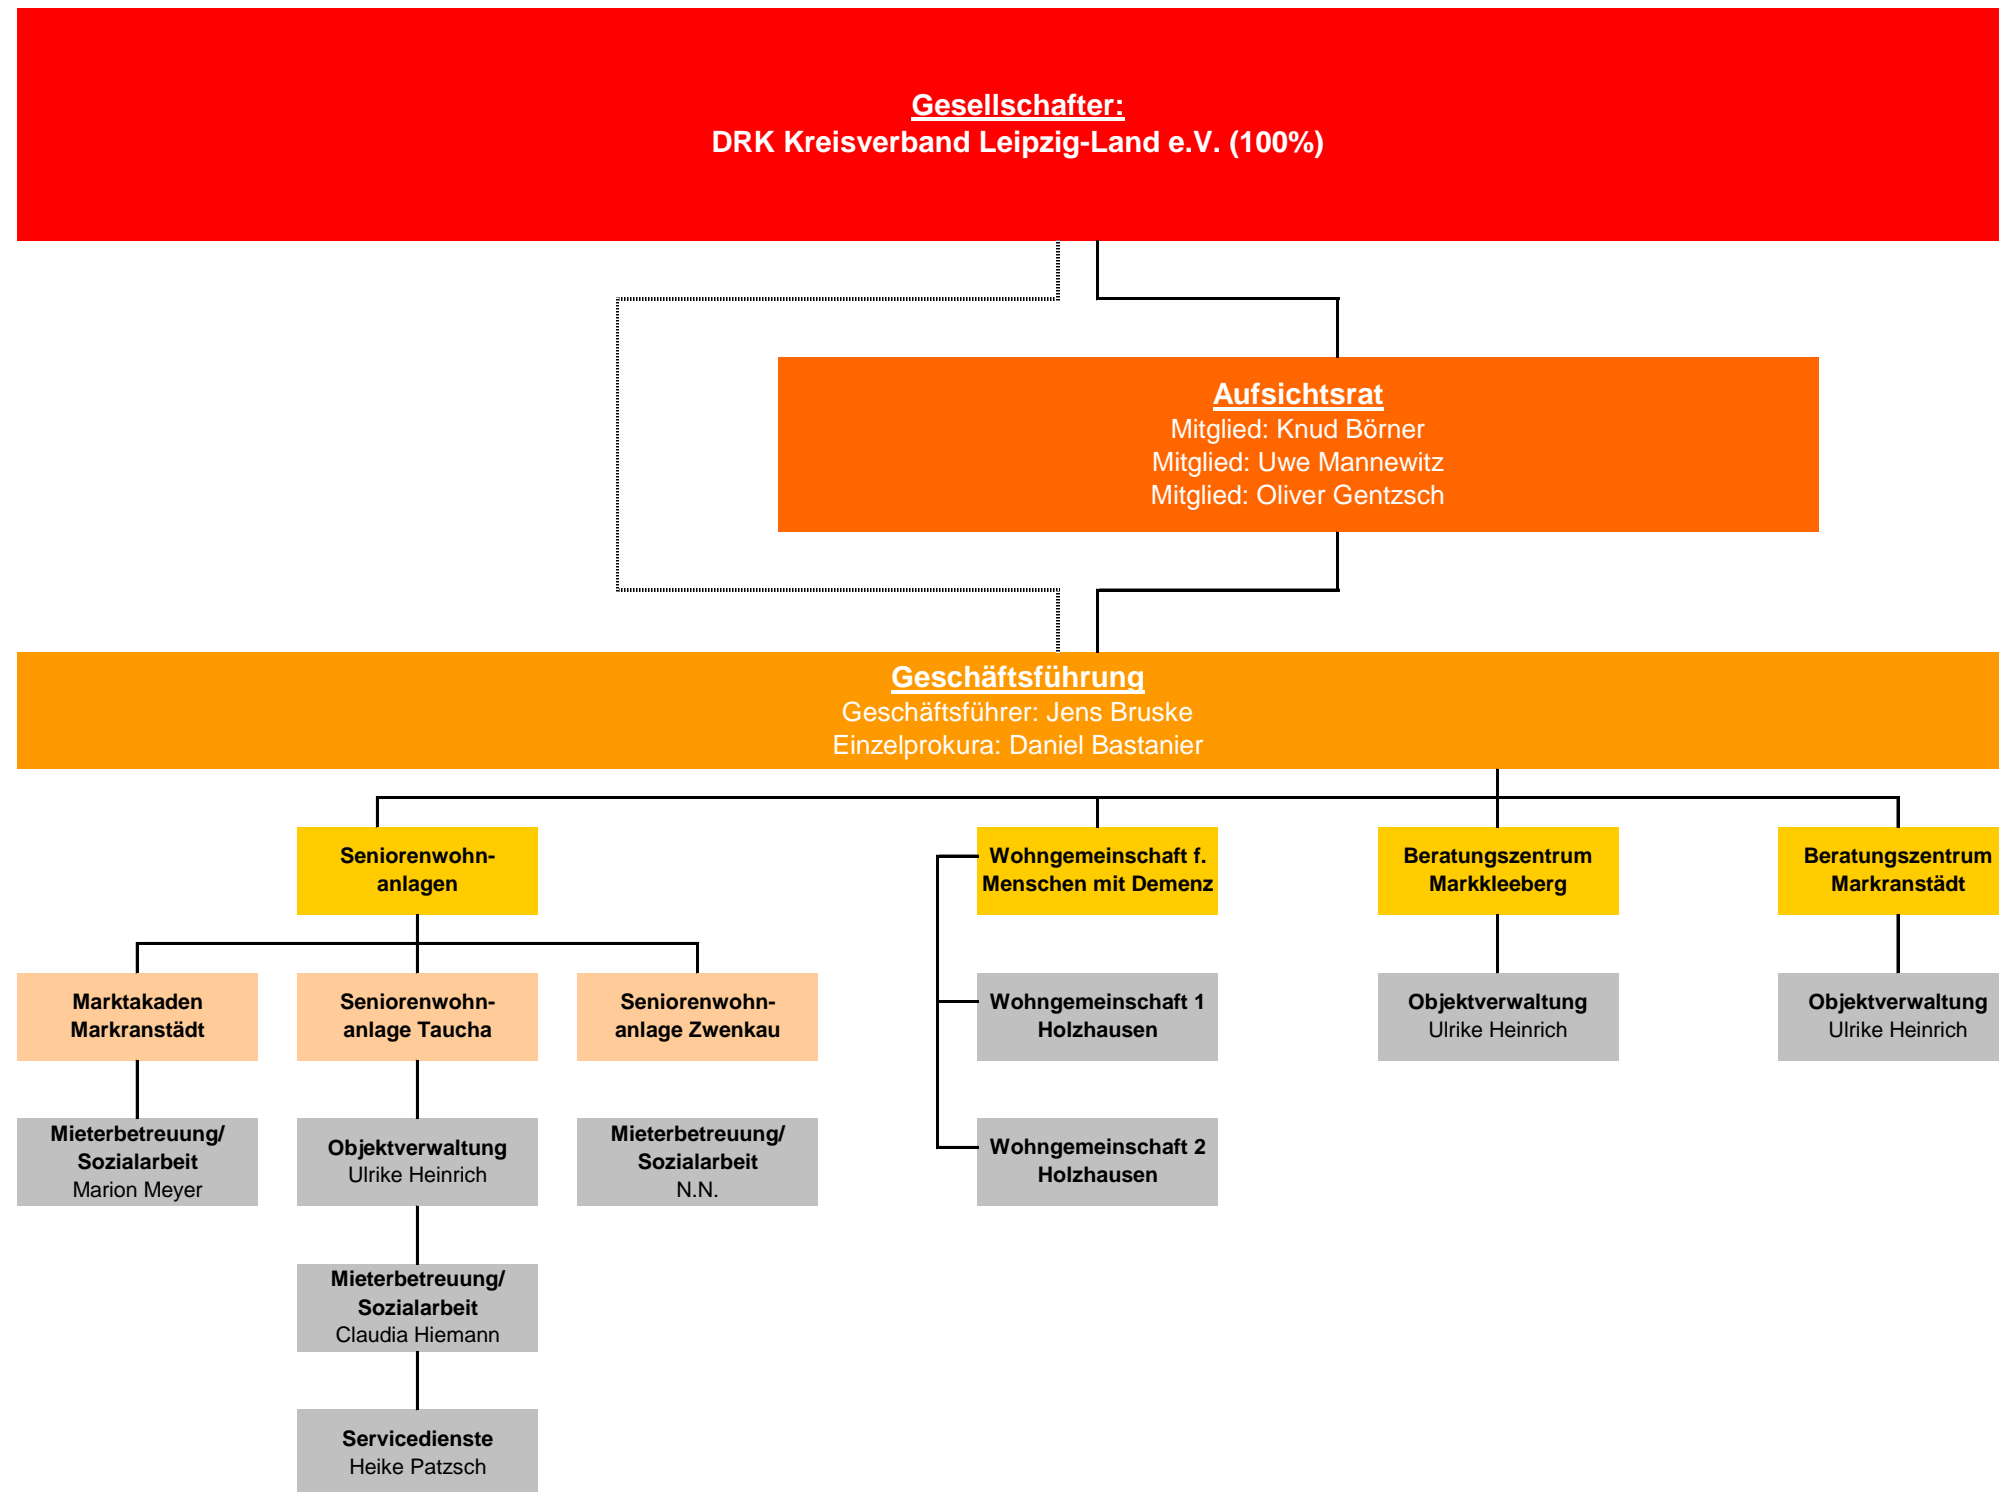 Gesellschafter:
DRK Kreisverband Leipzig-Land e.V. (100%)
Aufsichtsrat
Mitglied: Knud Börner
Mitglied: Uwe Mannewitz
Mitglied: Oliver Gentzsch
Geschäftsführung
Geschäftsführer: Jens Bruske
Einzelprokura: Daniel Bastanier
Seniorenwohn-
anlagen
Wohngemeinschaft f.
Menschen mit Demenz
Beratungszentrum
Markkleeberg
Beratungszentrum
Markranstädt
Marktakaden
Markranstädt
Seniorenwohn-
anlage Taucha
Seniorenwohn-
anlage Zwenkau
Wohngemeinschaft 1
Holzhausen
Objektverwaltung
Ulrike Heinrich
Objektverwaltung
Ulrike Heinrich
Mieterbetreuung/
Sozialarbeit
Marion Meyer
Objektverwaltung
Ulrike Heinrich
Mieterbetreuung/
Sozialarbeit
N.N.
Wohngemeinschaft 2
Holzhausen
Mieterbetreuung/
Sozialarbeit
Claudia Hiemann
Servicedienste
Heike Patzsch